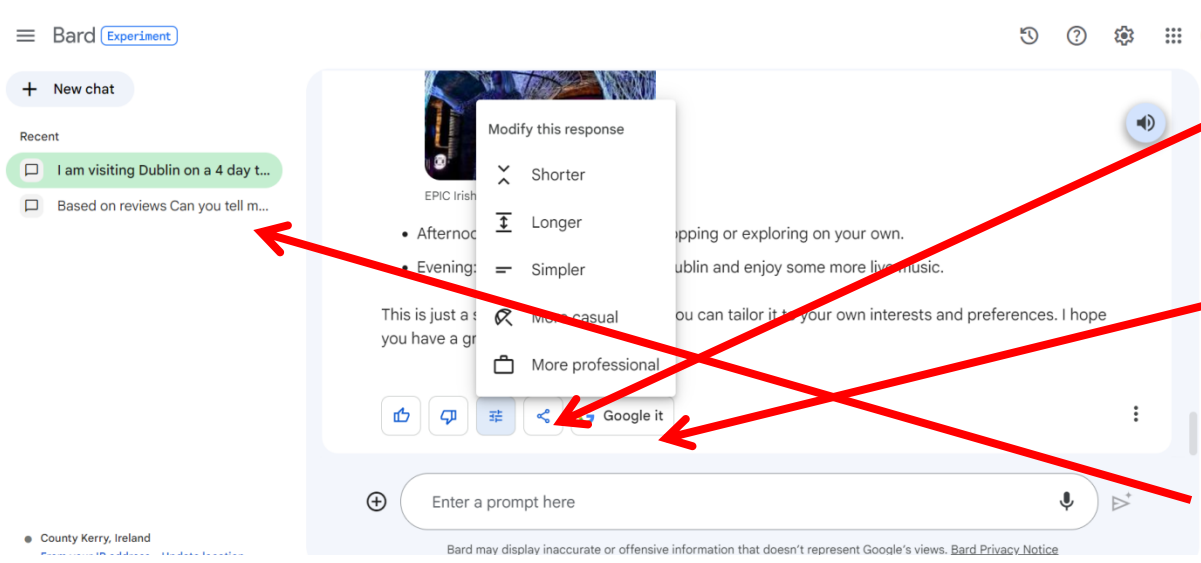 Bard Experiment
New chat
Recent
I am visiting Dublin on a 4 day t...
Based on reviews Can you tell m...
County Kerry, Ireland
EPIC Irish
Modify this response
Shorter
Longer
Simpler
More casual
More professional
• pping or exploring on your own.
• Evening: ublin and enjoy some more live music.
This is just a s ou can tailor it to your own interests and preferences. I hope
you have a gr
Google it
Enter a prompt here
Bard may display inaccurate or offensive information that doesn't represent Google's views. Bard Privacy Notice